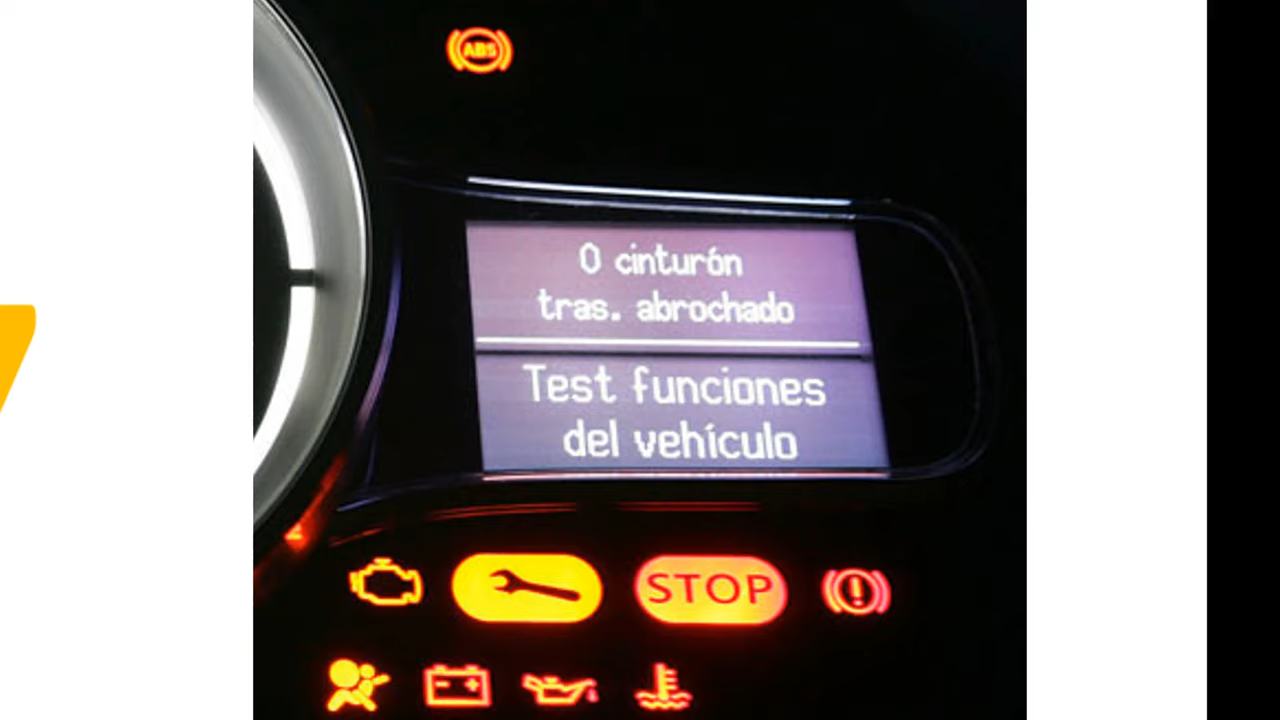 ABS
0 cinturón
tras. abrochado
Test funciones
del vehículo
STOP